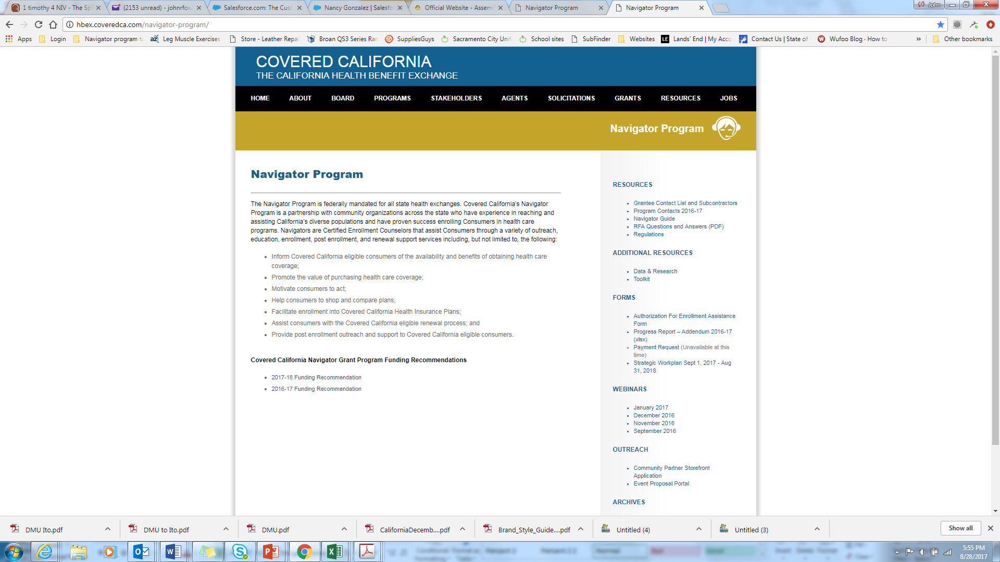 1 timothy 4 NIV - The Sp
(2153 unread) - johnrfox
Salesforce.com: The Cust
Nancy Gonzalez | Salesfo
Official Website - Assem
Navigator Program
Navigator Program
John
hbex.coveredca.com/navigator-program/
Apps
Login
Navigator program to
Leg Muscle Exercises
Store - Leather Repai
Broan QS3 Series Ran
SuppliesGuys
Sacramento City Unif
School sites
SubFinder
Websites
Lands' End | My Acco
Contact Us | State of
Wufoo Blog · How to
Other bookmarks
COVERED CALIFORNIA
THE CALIFORNIA HEALTH BENEFIT EXCHANGE
HOME ABOUT BOARD PROGRAMS STAKEHOLDERS AGENTS SOLICITATIONS GRANTS RESOURCES JOBS
Navigator Program
Navigator Program
The Navigator Program is federally mandated for all state health exchanges. Covered California's Navigator
Program is a partnership with community organizations across the state who have experience in reaching and
assisting California's diverse populations and have proven success enrolling Consumers in health care
programs. Navigators are Certified Enrollment Counselors that assist Consumers through a variety of outreach,
education, enrollment, post enrollment, and renewal support services including, but not limited to, the following:
• Inform Covered California eligible consumers of the availability and benefits of obtaining health care
coverage;
• Promote the value of purchasing health care coverage;
• Motivate consumers to act;
• Help consumers to shop and compare plans;
• Facilitate enrollment into Covered California Health Insurance Plans;
• Assist consumers with the Covered California eligible renewal process; and
• Provide post enrollment outreach and support to Covered California eligible consumers.
Covered California Navigator Grant Program Funding Recommendations
• 2017-18 Funding Recommendation
• 2016-17 Funding Recommendation
RESOURCES
• Grantee Contact List and Subcontractors
• Program Contacts 2016-17
• Navigator Guide
• RFA Questions and Answers (PDF)
• Regulations
ADDITIONAL RESOURCES
• Data & Research
• Toolkit
FORMS
• Authorization For Enrollment Assistance
Form
• Progress Report – Addendum 2016-17
(xlsx)
• Payment Request (Unavailable at this
time)
• Strategic Workplan Sept 1, 2017 - Aug
31, 2018
WEBINARS
• January 2017
• December 2016
• November 2016
• September 2016
OUTREACH
• Community Partner Storefront
Application
• Event Proposal Portal
ARCHIVES
DMU Ito.pdf
DMU to Ito.pdf
DMU.pdf
CaliforniaDecemb....pdf
Brand_Style_Guide....pdf
Untitled (4)
Untitled (3)
Show all
5:55 PM
8/28/2017